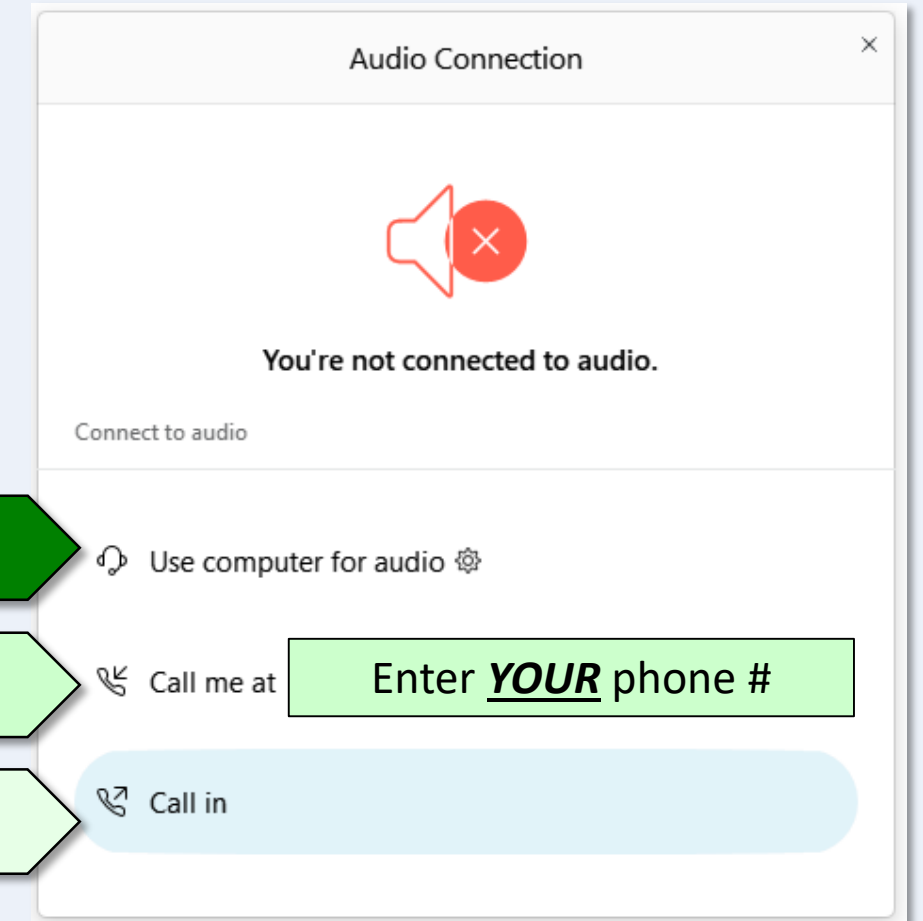 Audio Connection
You're not connected to audio.
Connect to audio
Use computer for audio
Call me at
Enter YOUR phone #
Call in